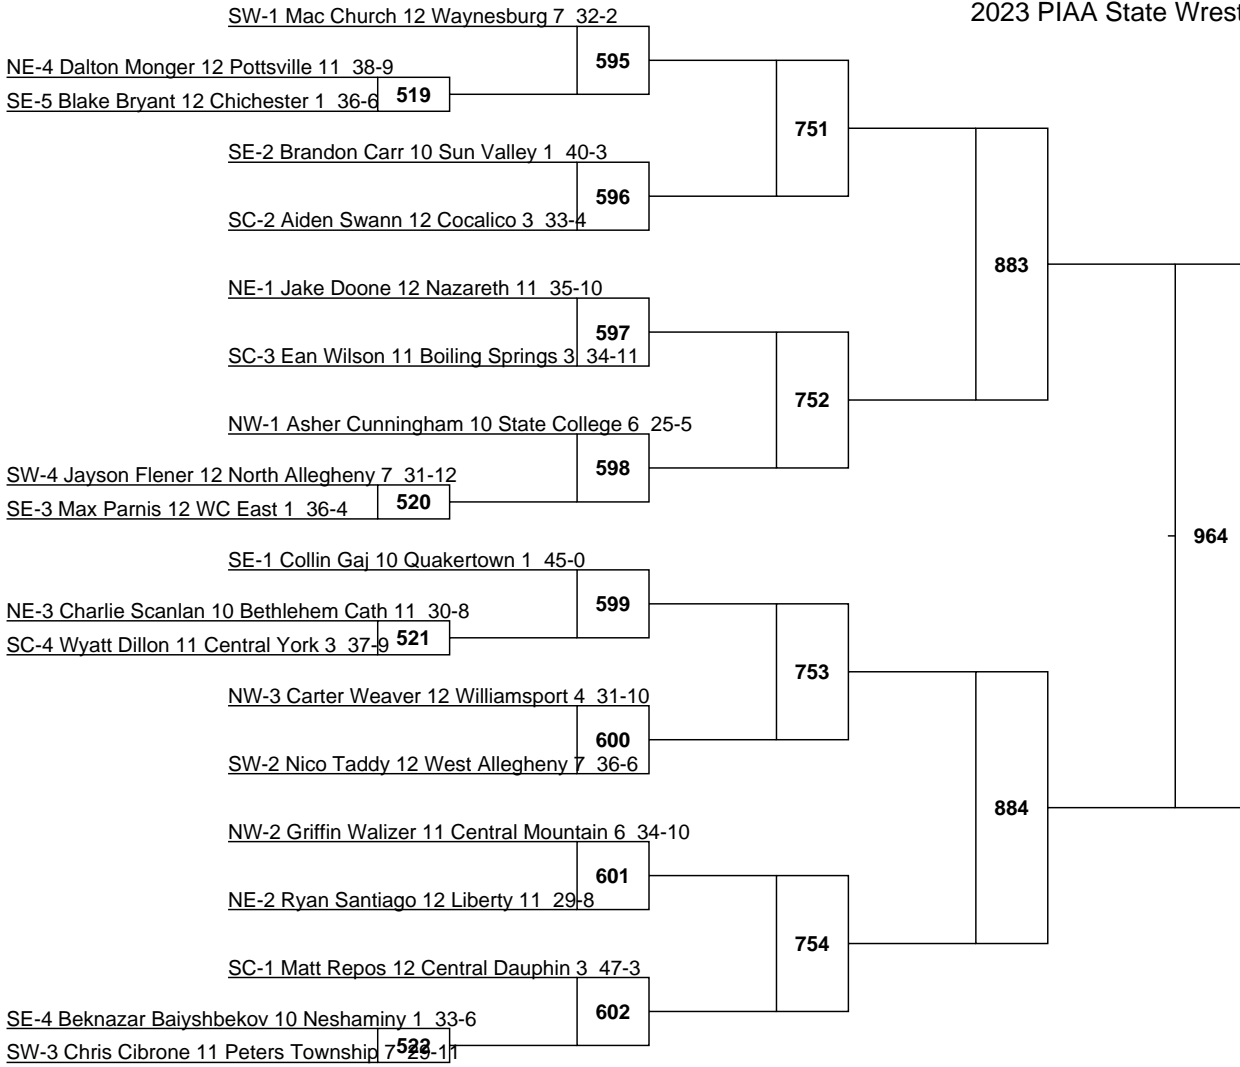 2023 PIAA State Wrest
SW-1 Mac Church 12 Waynesburg 7 32-2
595
NE-4 Dalton Monger 12 Pottsville 11 38-9
519
SE-5 Blake Bryant 12 Chichester 1 36-6
751
SE-2 Brandon Carr 10 Sun Valley 1 40-3
596
SC-2 Aiden Swann 12 Cocalico 3 33-4
883
NE-1 Jake Doone 12 Nazareth 11 35-10
597
SC-3 Ean Wilson 11 Boiling Springs 3 34-11
752
NW-1 Asher Cunningham 10 State College 6 25-5
598
SW-4 Jayson Flener 12 North Allegheny 7 31-12
520
SE-3 Max Parnis 12 WC East 1 36-4
964
SE-1 Collin Gaj 10 Quakertown 1 45-0
599
NE-3 Charlie Scanlan 10 Bethlehem Cath 11 30-8
521
SC-4 Wyatt Dillon 11 Central York 3 37-9
753
NW-3 Carter Weaver 12 Williamsport 4 31-10
600
SW-2 Nico Taddy 12 West Allegheny 7 36-6
884
NW-2 Griffin Walizer 11 Central Mountain 6 34-10
601
NE-2 Ryan Santiago 12 Liberty 11 29-8
754
SC-1 Matt Repos 12 Central Dauphin 3 47-3
602
SE-4 Beknazar Baiyshbekov 10 Neshaminy 1 33-6
522
SW-3 Chris Cibrone 11 Peters Township 7 29-11